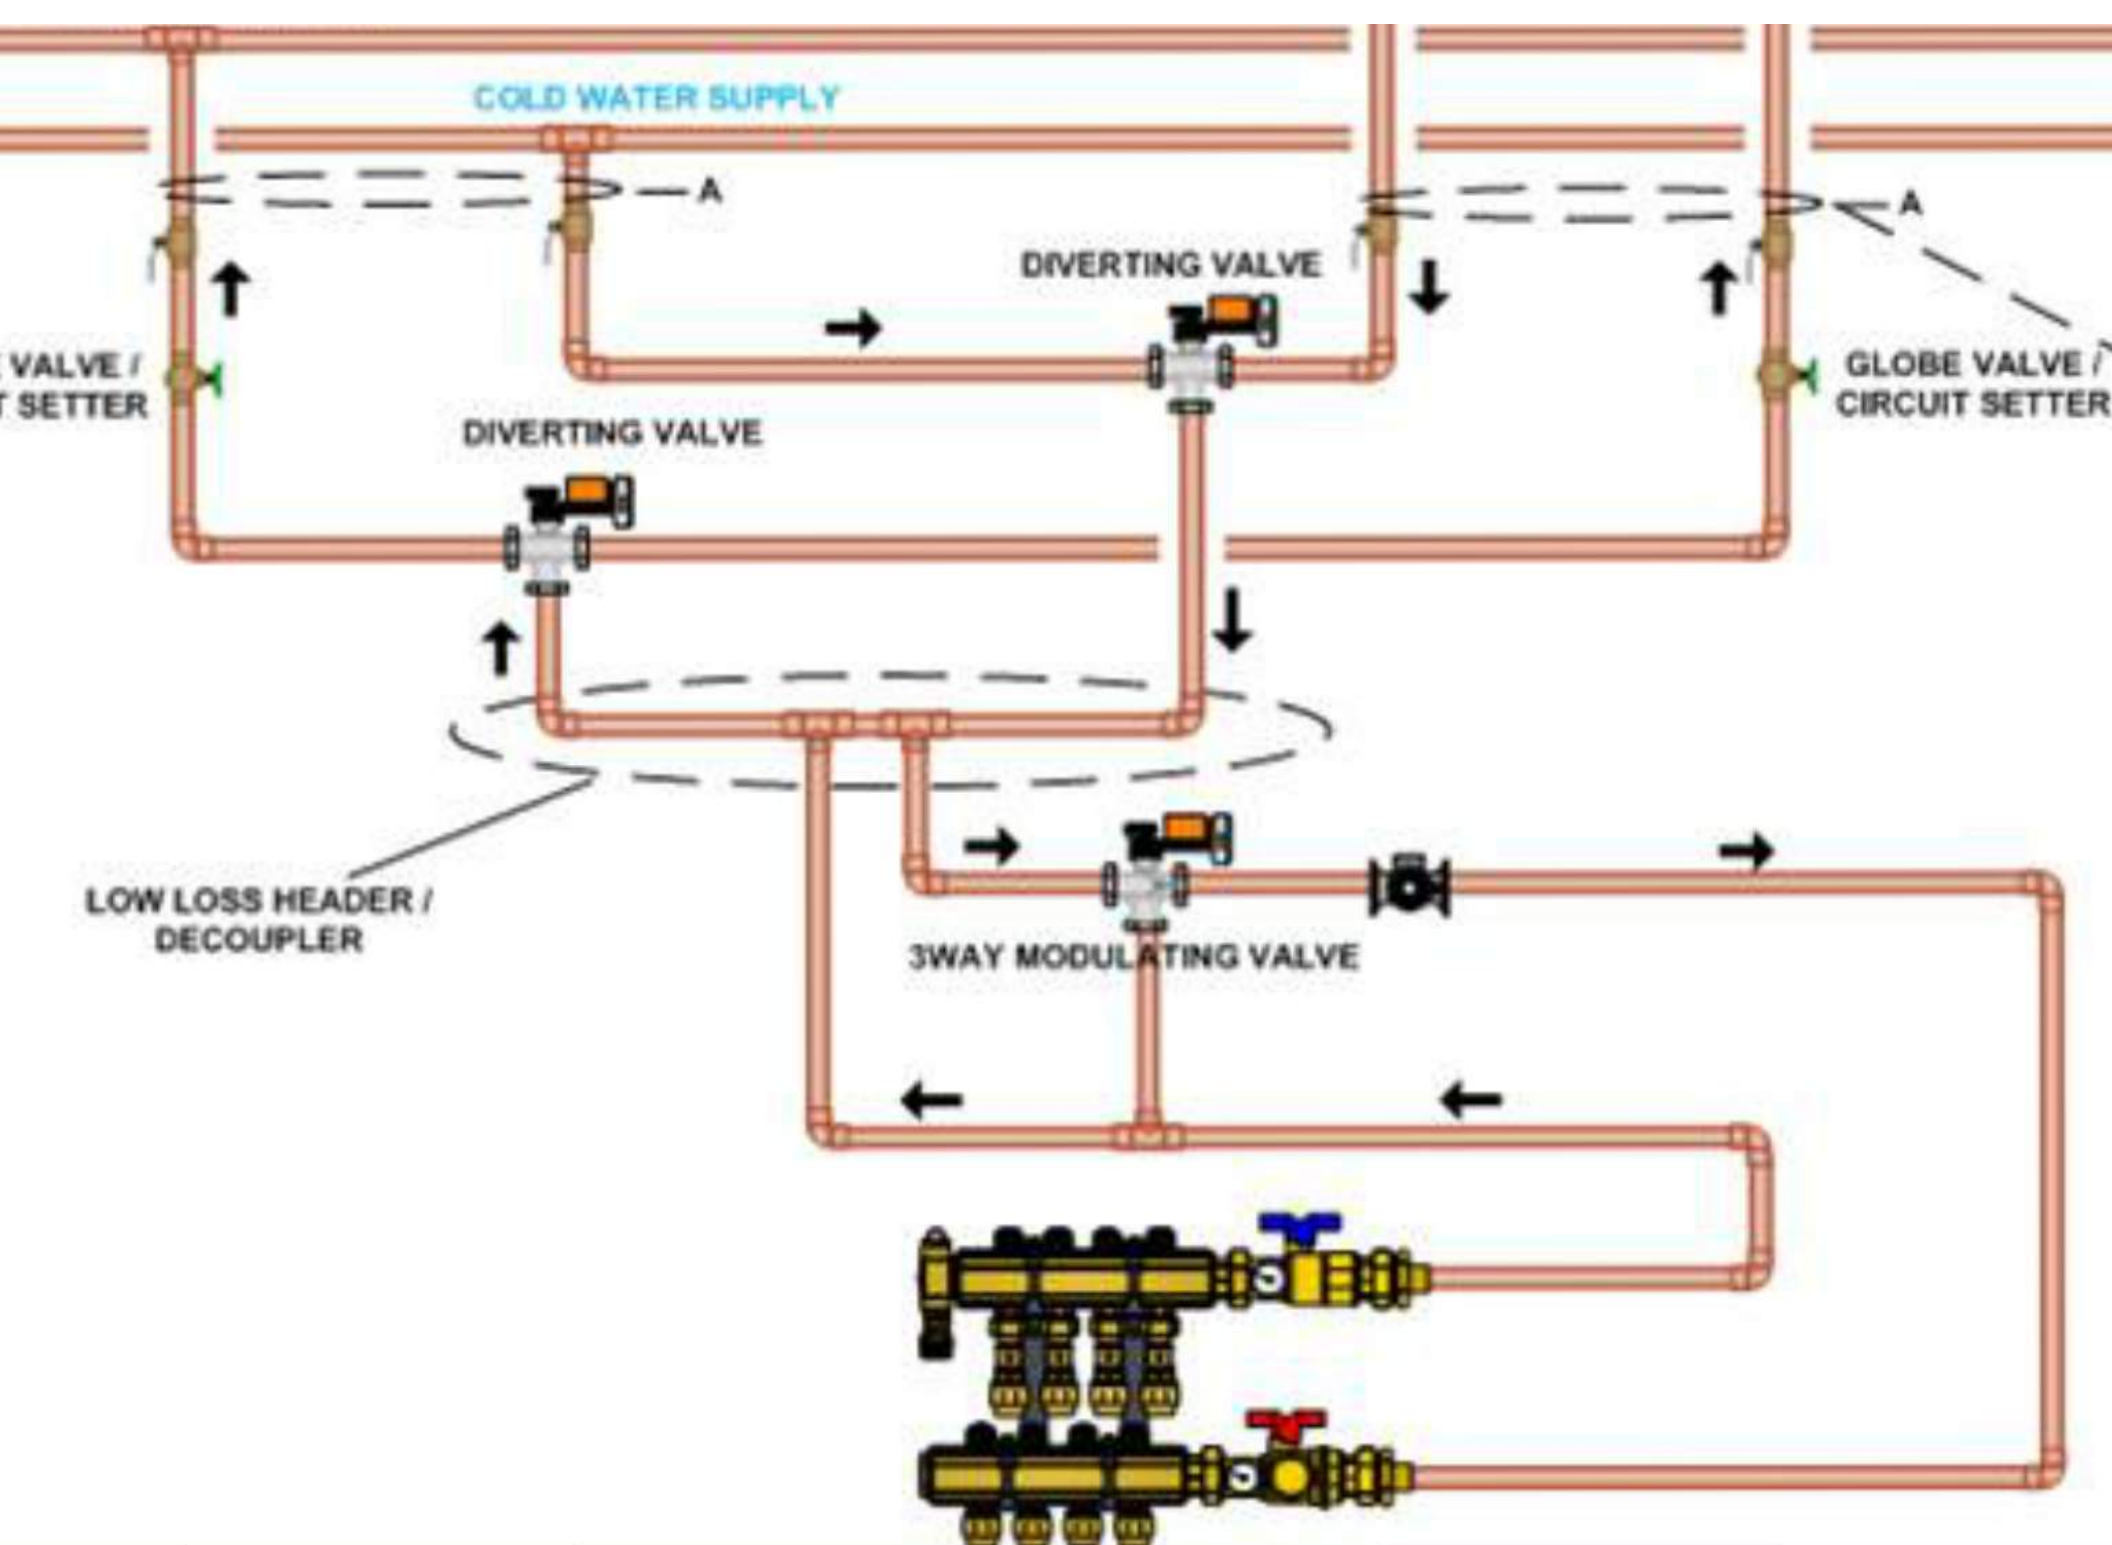 COLD WATER SUPPLY
A
A
DIVERTING VALVE
VALVE /
SETTER
GLOBE VALVE /
CIRCUIT SETTER
DIVERTING VALVE
LOW LOSS HEADER /
DECOUPLER
3WAY MODULATING VALVE